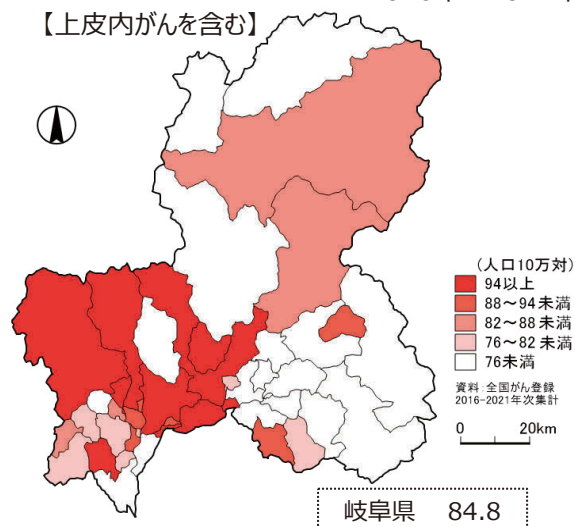 【上皮内がんを含む】
(人口10万対)
94以上
88～94未満
82～88未満
76～82未満
76未満
資料:全国がん登録
2016-2021年次集計
0 20km
岐阜県 84.8